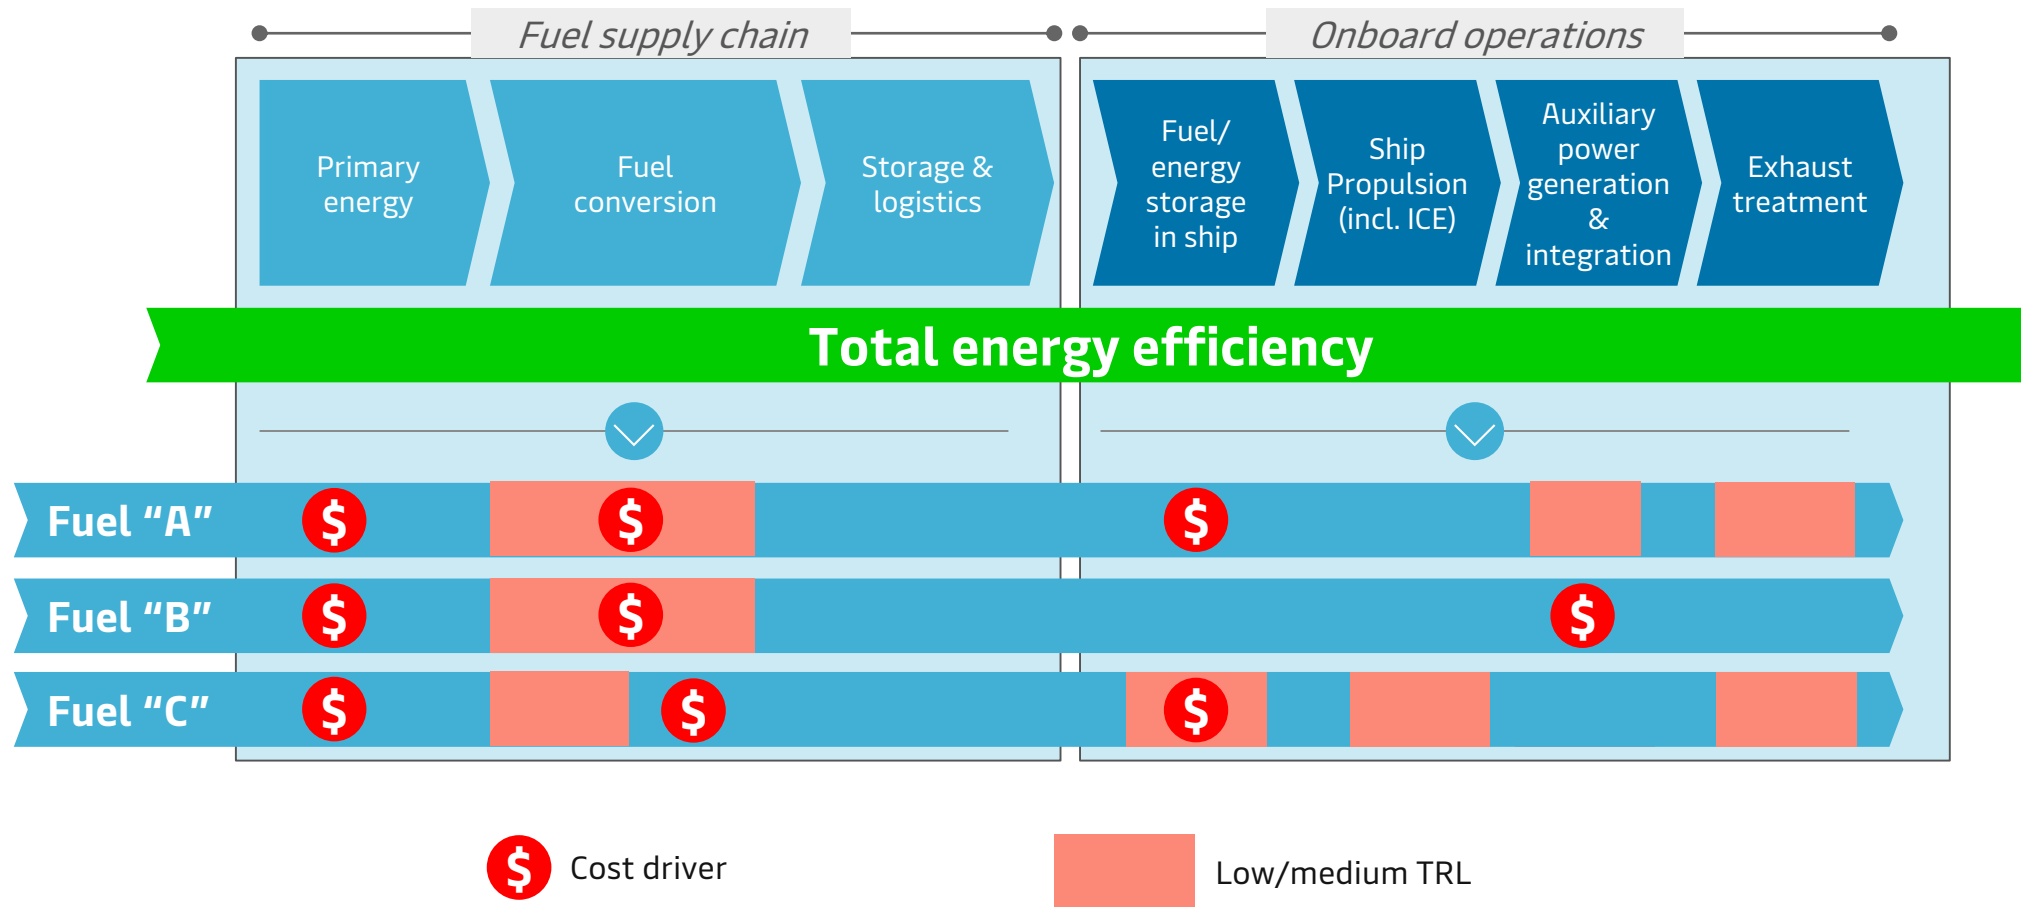 Fuel supply chain
Onboard operations
Primary
energy
Fuel
conversion
Storage &
logistics
Fuel/
energy
storage
in ship
Ship
Propulsion
(incl. ICE)
Auxiliary
power
generation
&
integration
Exhaust
treatment
Total energy efficiency
Fuel “A”
$
$
$
Fuel “B”
$
$
$
Fuel “C”
$
$
$
$
Cost driver
Low/medium TRL